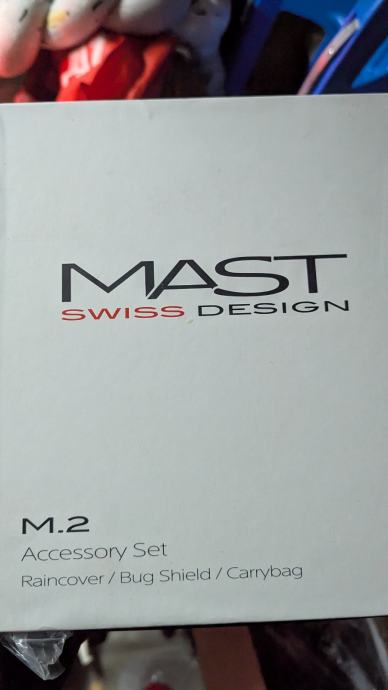 MAST
SWISS DESIGN
M.2
Accessory Set
Raincover / Bug Shield / Carrybag